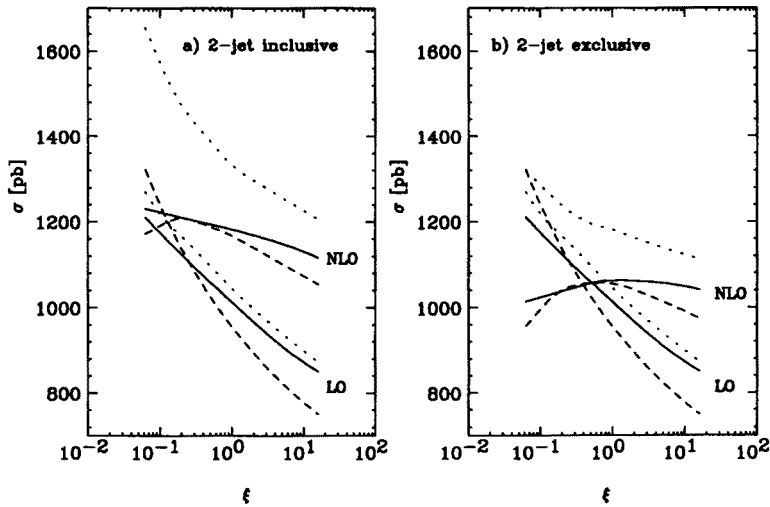 a) 2-jet inclusive
σ [pb]
1600
1400
1200
1000
800
NLO
LO
10⁻² 10⁻¹ 10⁰ 10¹ 10²
ξ
b) 2-jet exclusive
σ [pb]
1600
1400
1200
1000
800
NLO
LO
10⁻² 10⁻¹ 10⁰ 10¹ 10²
ξ